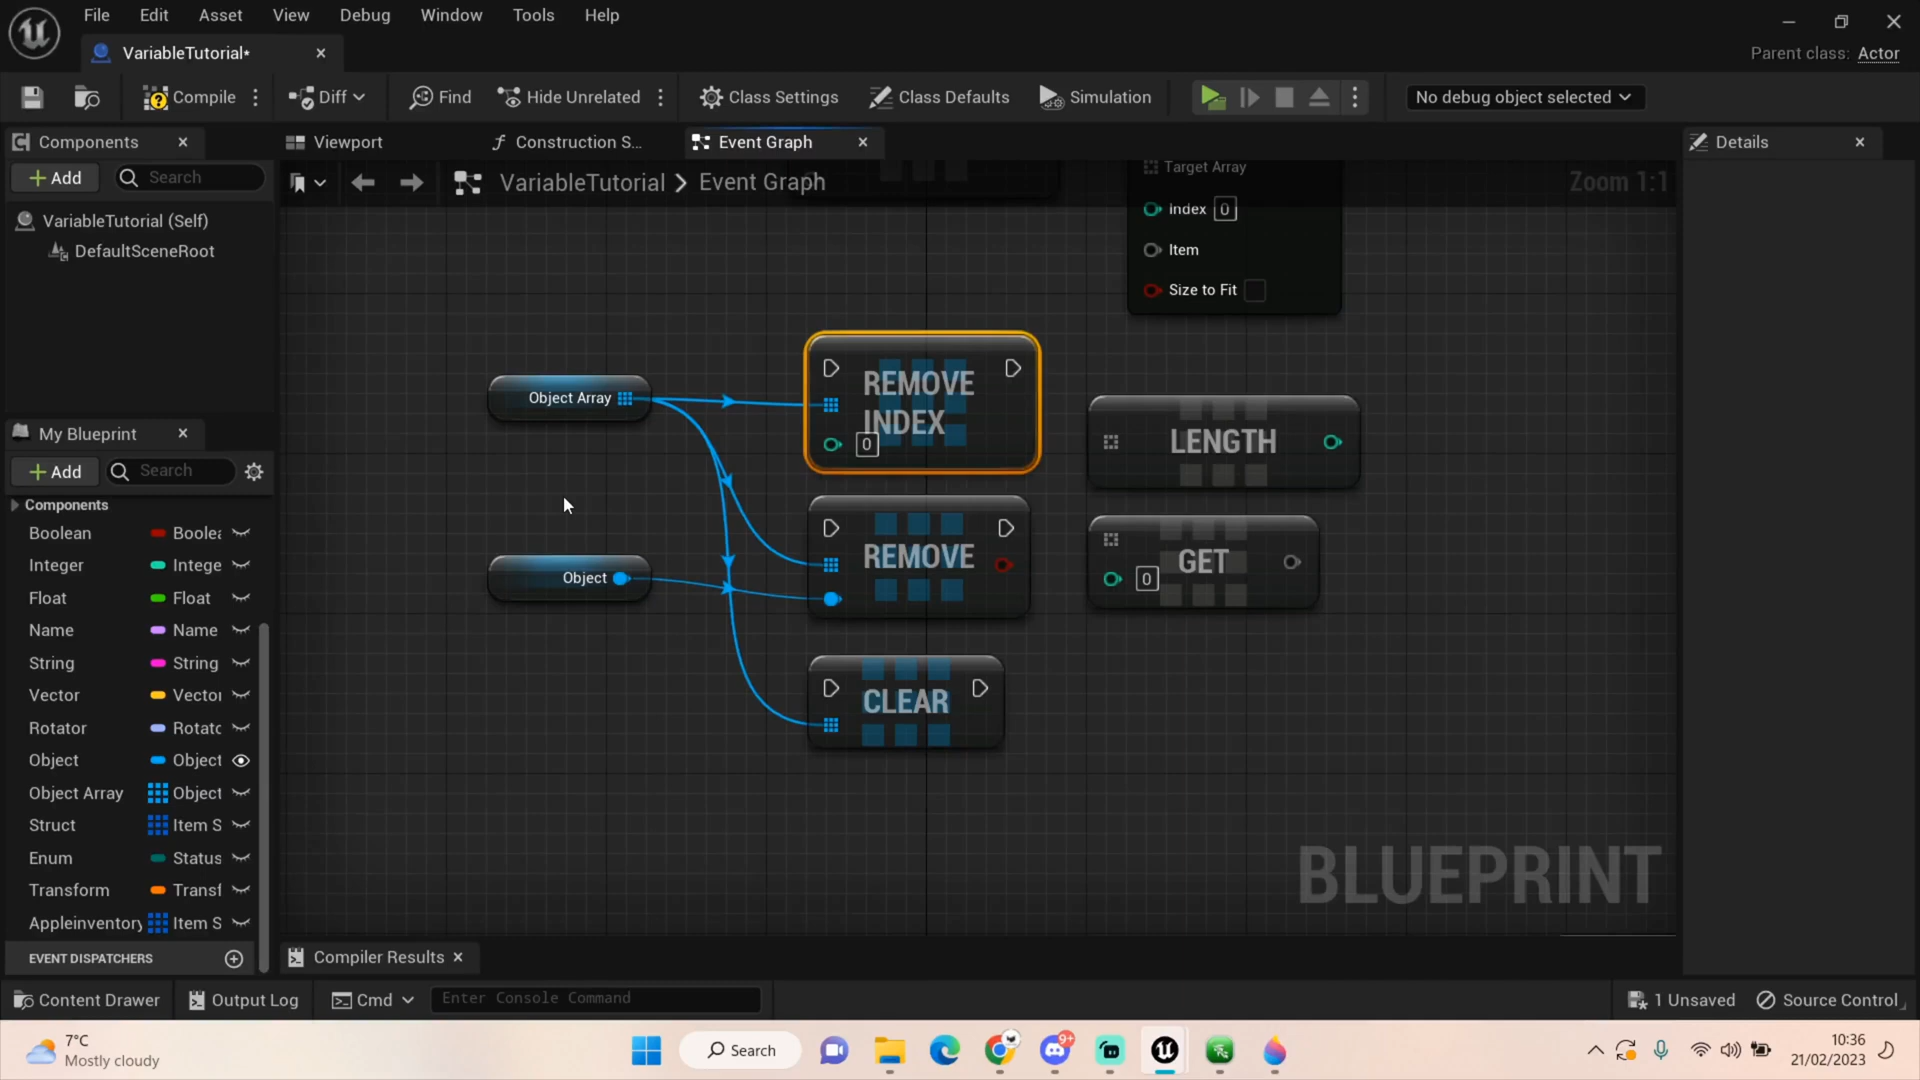 File Edit Asset View Debug Window Tools Help
VariableTutorial*
Parent class: Actor
Compile Diff Find Hide Unrelated Class Settings Class Defaults Simulation No debug object selected
Components
Viewport Construction S... Event Graph
Details
Add Search
VariableTutorial > Event Graph
Zoom 1:1
VariableTutorial (Self)
DefaultSceneRoot
Target Array
Index 0
Item
Size to Fit
Object Array
REMOVE
INDEX
0
LENGTH
Object
REMOVE
GET
0
CLEAR
BLUEPRINT
My Blueprint
Add Search
Components
Boolean Boolea
Integer Intege
Float Float
Name Name
String String
Vector Vector
Rotator Rotato
Object Object
Object Array Object
Struct Item S
Enum Status
Transform Transf
Appleinventory Item S
EVENT DISPATCHERS
Compiler Results
Content Drawer Output Log Cmd Enter Console Command 1 Unsaved Source Control
7°C
Mostly cloudy
Search
9+
10:36
21/02/2023